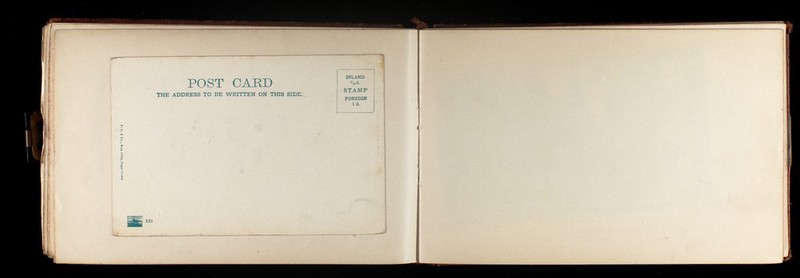 POST CARD
THE ADDRESS TO BE WRITTEN ON THIS SIDE.
INLAND
½d.
STAMP
FOREIGN
1d.